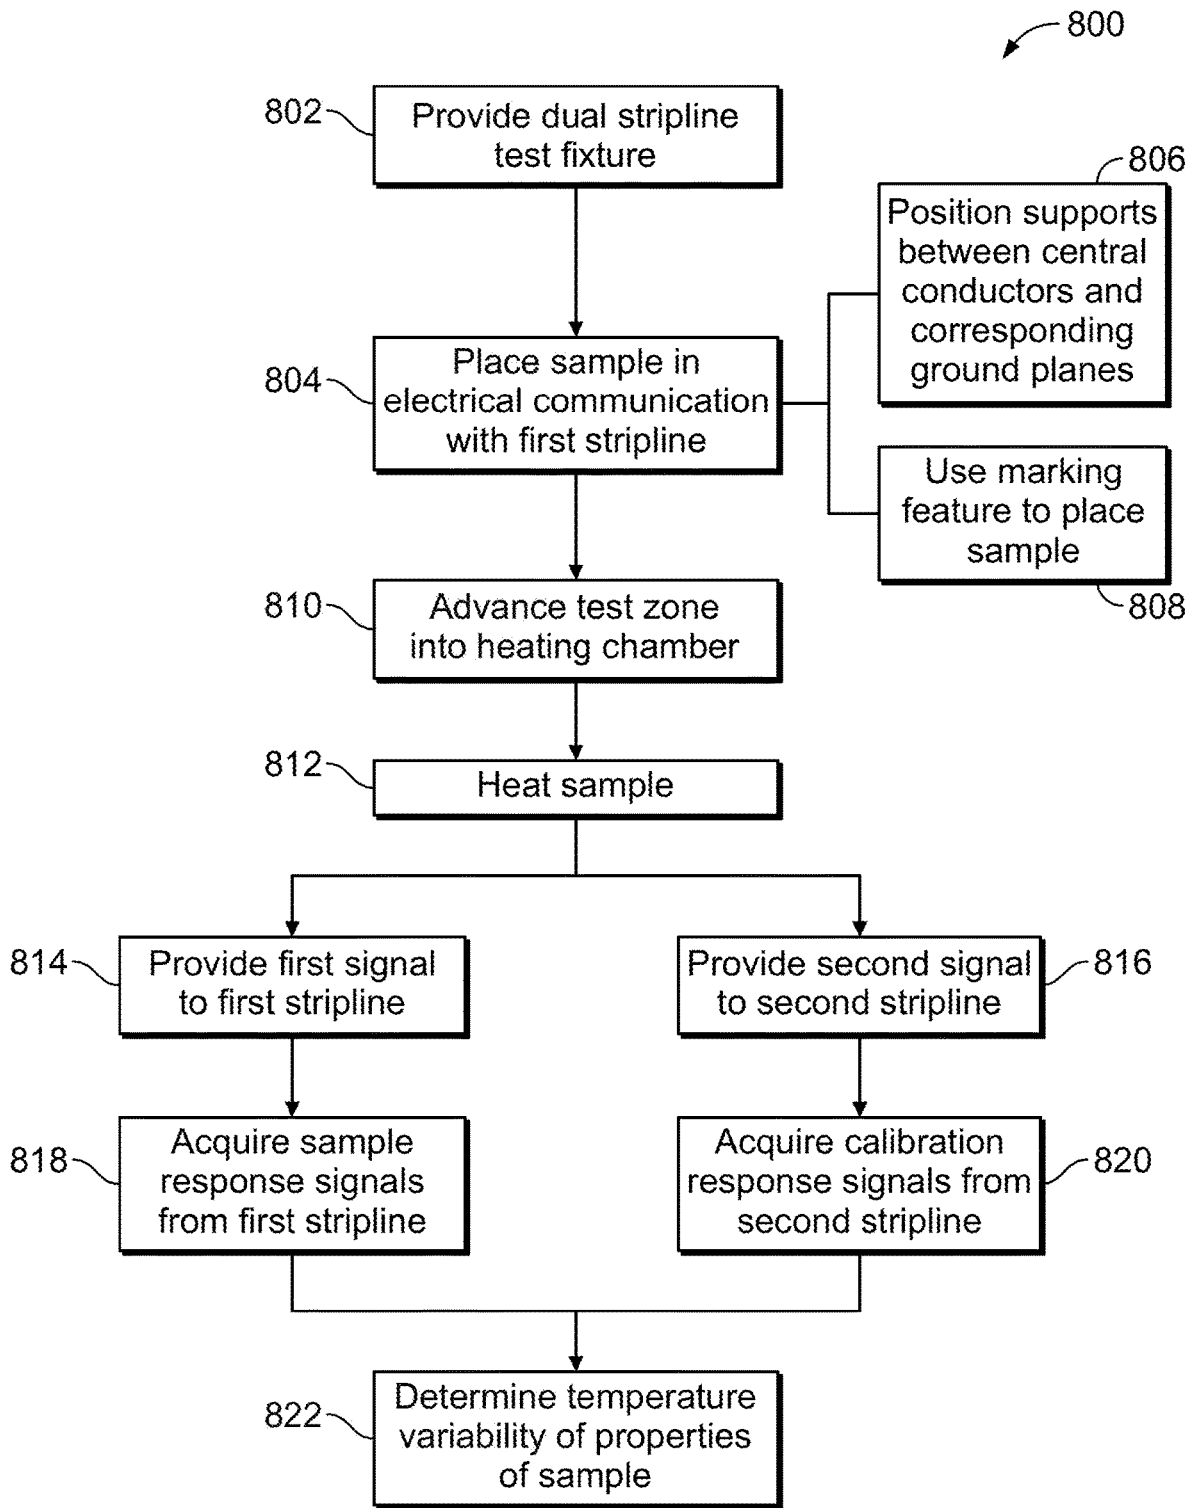 800
802
Provide dual stripline
test fixture
806
Position supports
between central
conductors and
corresponding
ground planes
804
Place sample in
electrical communication
with first stripline
Use marking
feature to place
sample
808
810
Advance test zone
into heating chamber
812
Heat sample
814
Provide first signal
to first stripline
Provide second signal
to second stripline
816
818
Acquire sample
response signals
from first stripline
Acquire calibration
response signals from
second stripline
820
822
Determine temperature
variability of properties
of sample